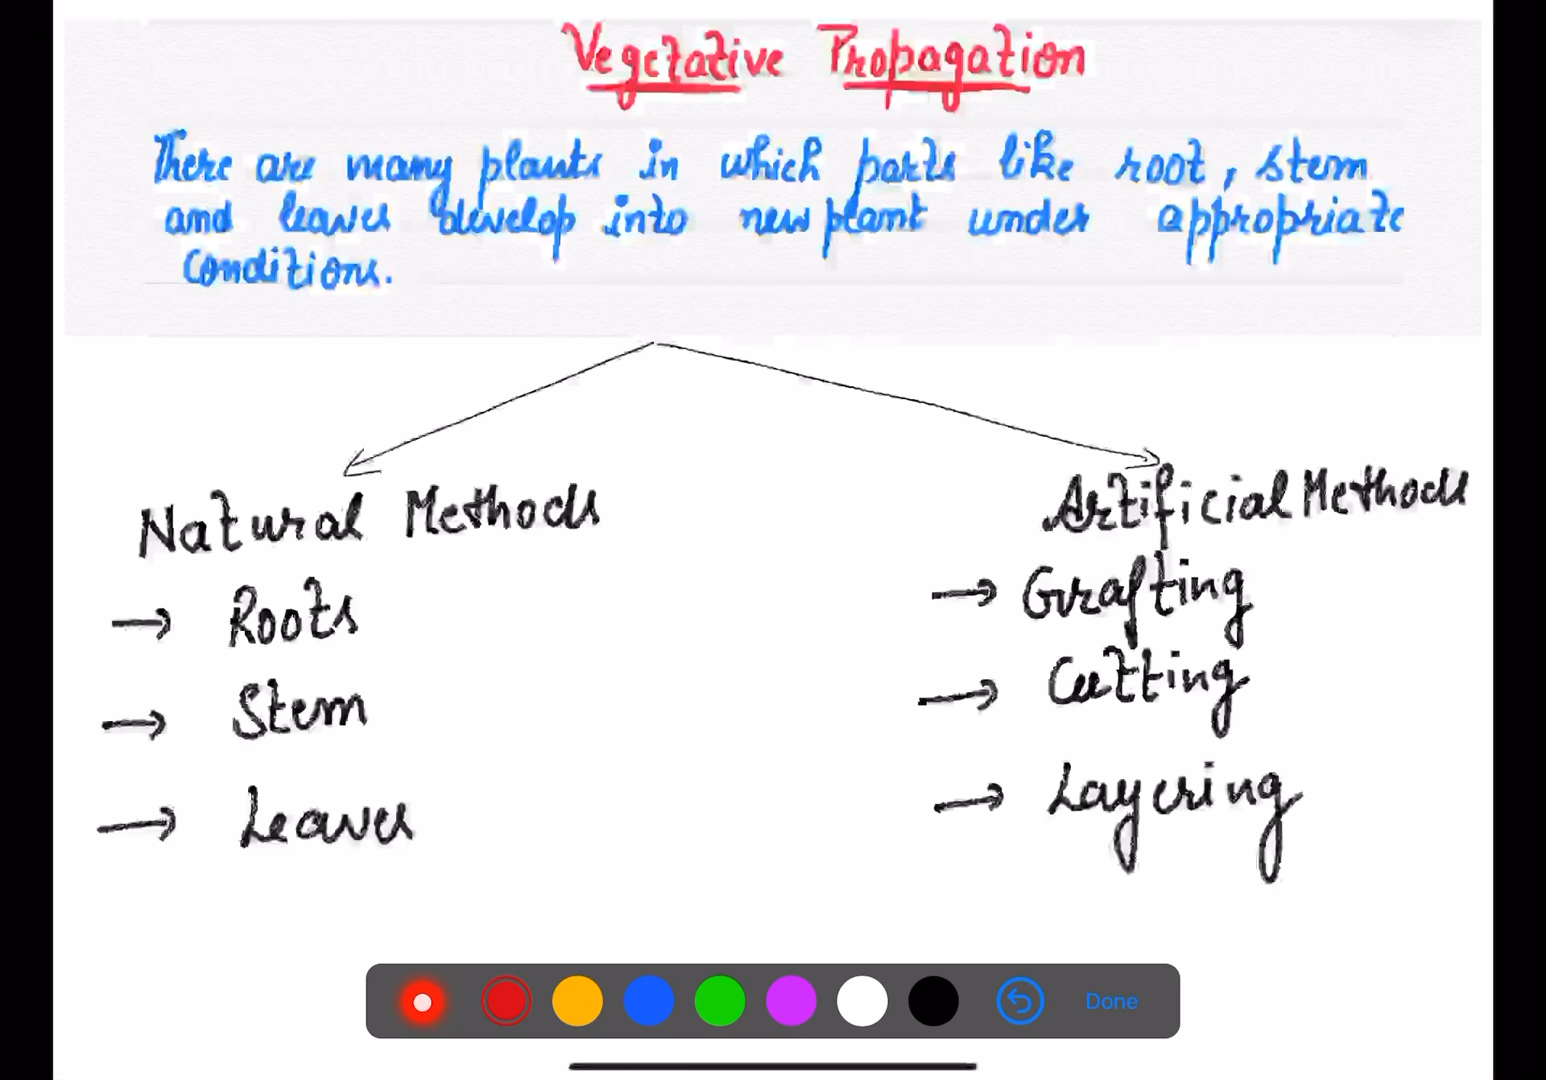 Vegetative Propagation
There are many plants in which parts like root, stem
and leaves develop into new plant under appropriate
conditions.
Natural Methods
→ Roots
→ Stem
→ Leaves
Artificial Methods
→ Grafting
→ Cutting
→ Layering
Done